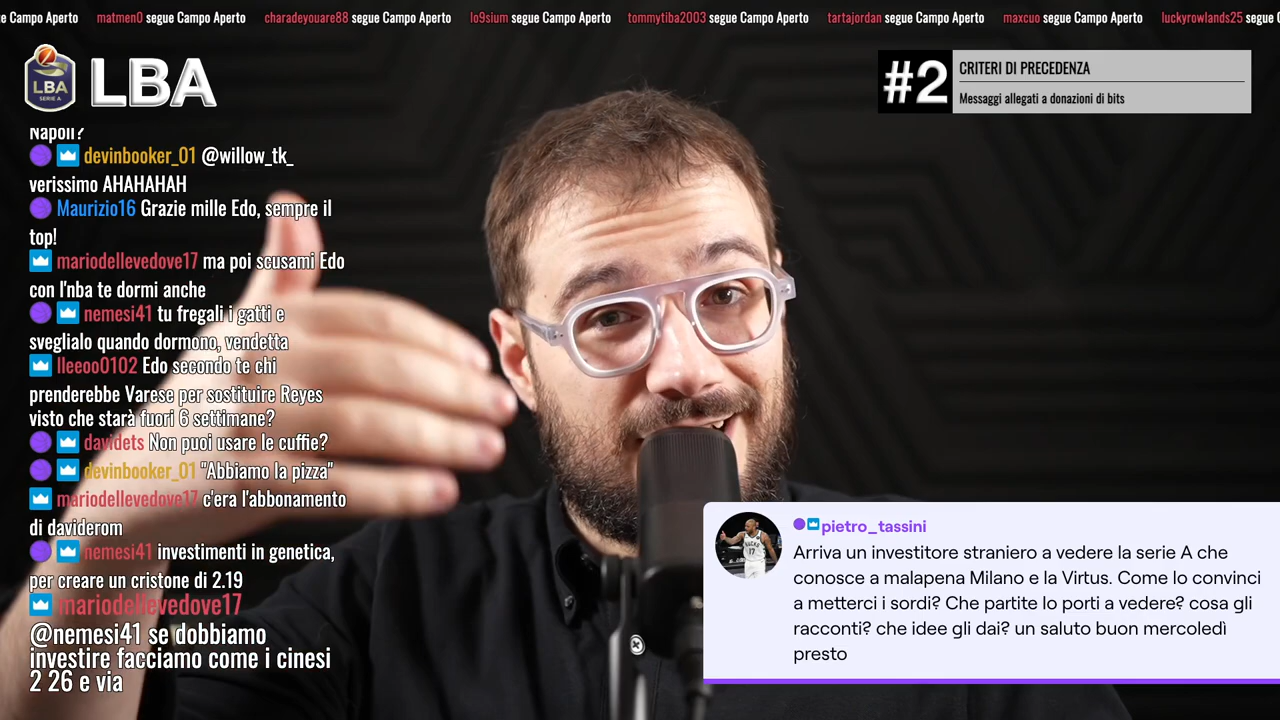 e Campo Aperto matmen0 segue Campo Aperto charadeyouare88 segue Campo Aperto lo9sium segue Campo Aperto tommytiba2003 segue Campo Aperto tartajordan segue Campo Aperto maxcuo segue Campo Aperto luckyrowlands25 segue
LBA
LBA
SERIE A
#2
CRITERI DI PRECEDENZA
Messaggi allegati a donazioni di bits
Napoli?
devinbooker_01 @willow_tk_
verissimo AHAHAHAH
Maurizio16 Grazie mille Edo, sempre il
top!
mariodellevedove17 ma poi scusami Edo
con l'nba te dormi anche
nemesi41 tu fregali i gatti e
sveglialo quando dormono, vendetta
lleeoo0102 Edo secondo te chi
prenderebbe Varese per sostituire Reyes
visto che starà fuori 6 settimane?
davidets Non puoi usare le cuffie?
devinbooker_01 "Abbiamo la pizza"
mariodellevedove17 c'era l'abbonamento
di daviderom
nemesi41 investimenti in genetica,
per creare un cristone di 2.19
mariodellevedove17
@nemesi41 se dobbiamo
investire facciamo come i cinesi
2 26 e via
pietro_tassini
Arriva un investitore straniero a vedere la serie A che
conosce a malapena Milano e la Virtus. Come lo convinci
a metterci i sordi? Che partite lo porti a vedere? cosa gli
racconti? che idee gli dai? un saluto buon mercoledì
presto